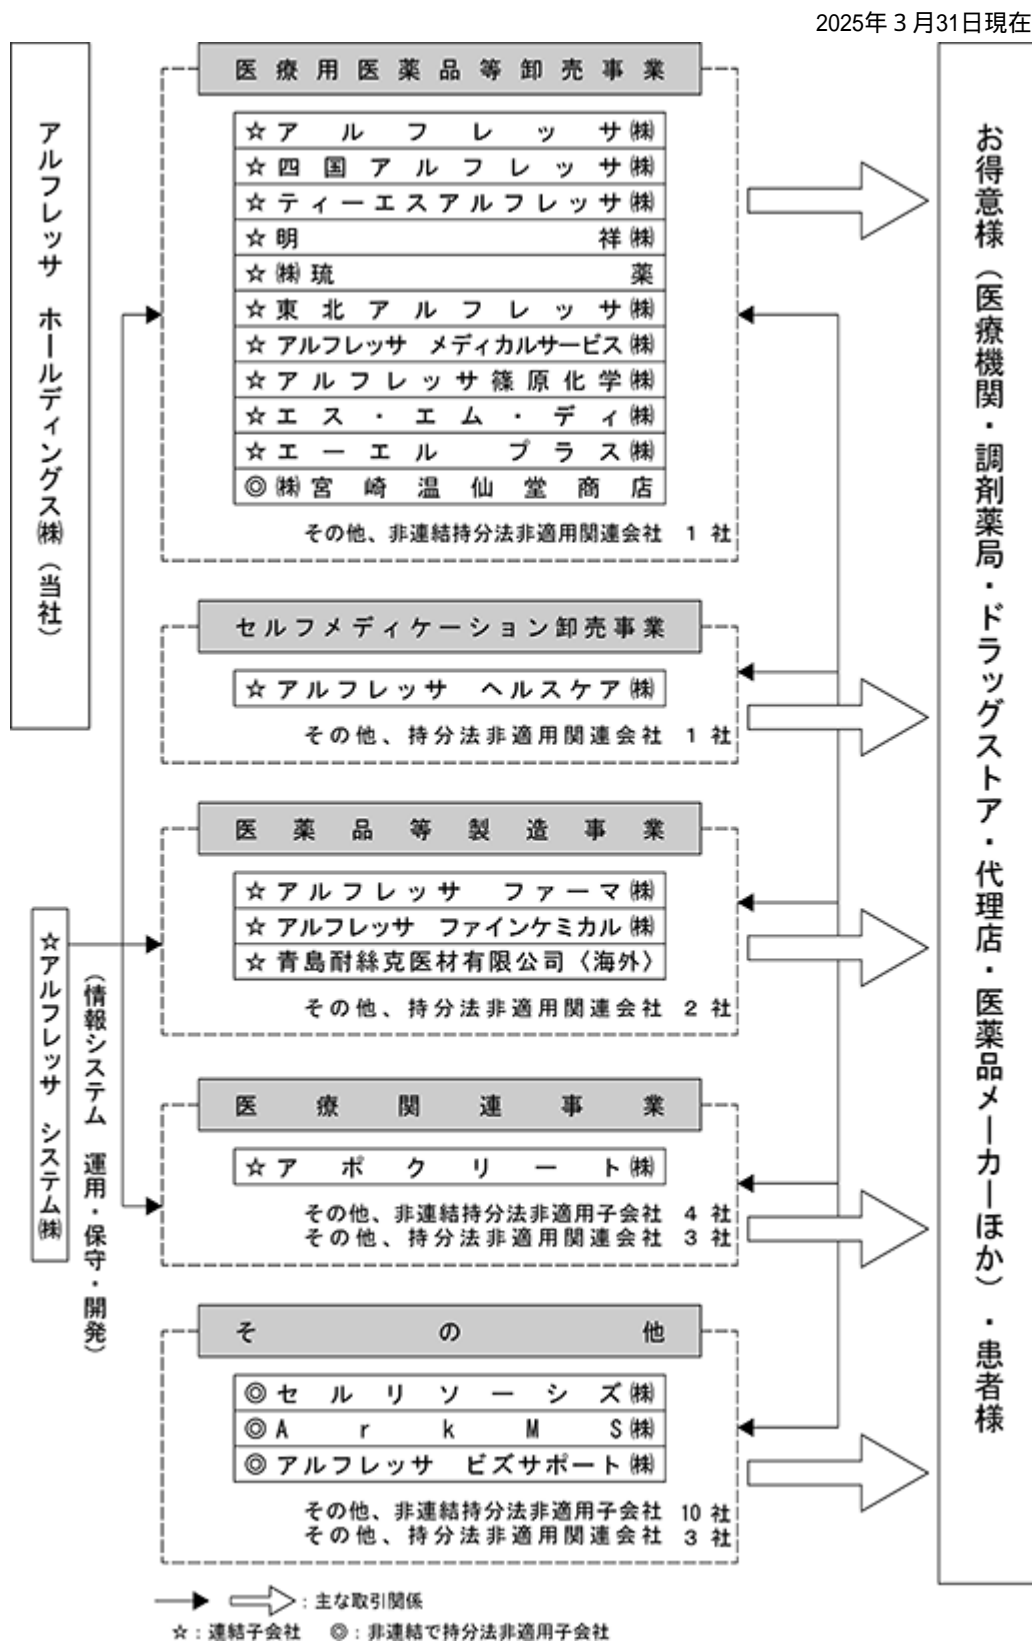 2025年３月31日現在
アルフレッサ ホールディングス㈱（当社）
医療用医薬品等卸売事業
☆アルフレッサ㈱
☆四国アルフレッサ㈱
☆ティーエスアルフレッサ㈱
☆明祥㈱
☆㈱琉薬
☆東北アルフレッサ㈱
☆アルフレッサ メディカルサービス㈱
☆アルフレッサ篠原化学㈱
☆エス・エム・ディ㈱
☆エーエル プラス㈱
◎㈱宮崎温仙堂商店
その他、非連結持分法非適用関連会社 1 社
セルフメディケーション卸売事業
☆アルフレッサ ヘルスケア㈱
その他、持分法非適用関連会社 1 社
医薬品等製造事業
☆アルフレッサ ファーマ㈱
☆アルフレッサ ファインケミカル㈱
☆青島耐絲克医材有限公司〈海外〉
その他、持分法非適用関連会社 2 社
☆アルフレッサ システム㈱
（情報システム 運用・保守・開発）
医療関連事業
☆アポクリート㈱
その他、非連結持分法非適用子会社 4 社
その他、持分法非適用関連会社 3 社
その他
◎セルリソーシズ㈱
◎ArkMS㈱
◎アルフレッサ ビズサポート㈱
その他、非連結持分法非適用子会社 10 社
その他、持分法非適用関連会社 3 社
お得意様（医療機関・調剤薬局・ドラッグストア・代理店・医薬品メーカーほか）・患者様
：主な取引関係
☆：連結子会社 ◎：非連結で持分法非適用子会社